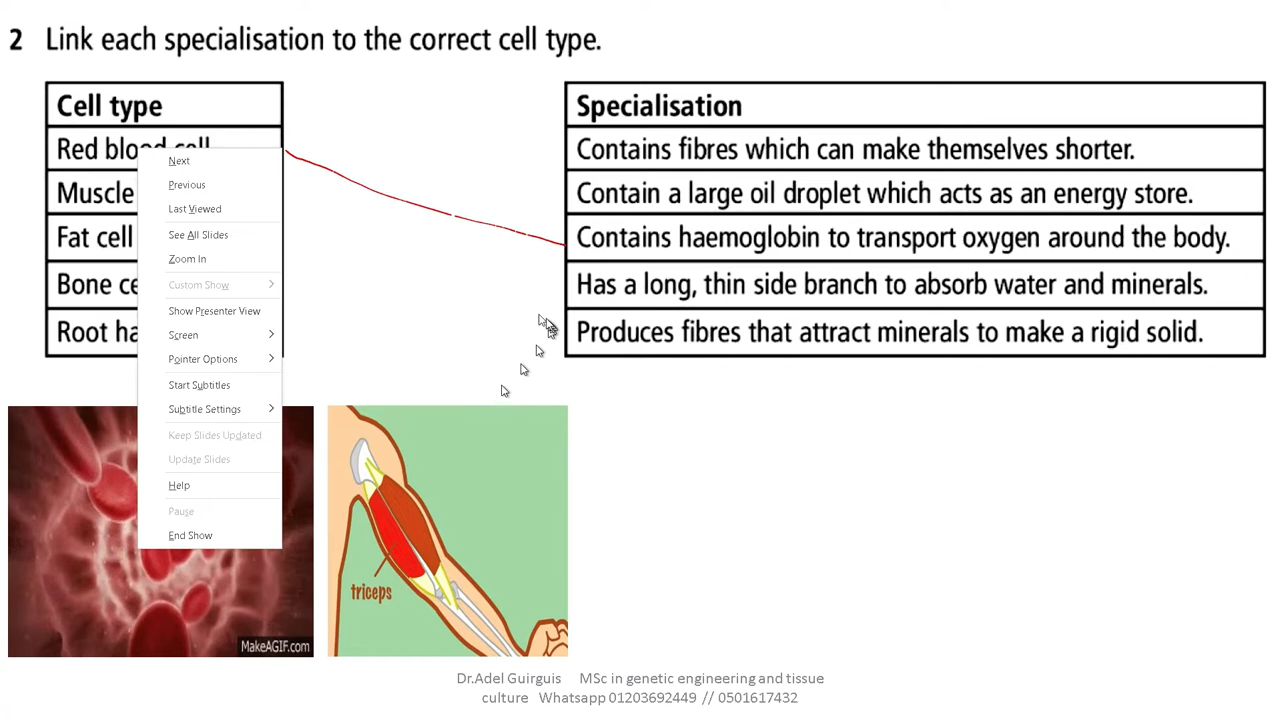 2 Link each specialisation to the correct cell type.
Cell type
Red blood cell
Muscle
Fat cell
Bone ce
Root ha
Specialisation
Contains fibres which can make themselves shorter.
Contain a large oil droplet which acts as an energy store.
Contains haemoglobin to transport oxygen around the body.
Has a long, thin side branch to absorb water and minerals.
Produces fibres that attract minerals to make a rigid solid.
Next
Previous
Last Viewed
See All Slides
Zoom In
Custom Show
Show Presenter View
Screen
Pointer Options
Start Subtitles
Subtitle Settings
Keep Slides Updated
Update Slides
Help
Pause
End Show
triceps
MakeAGIF.com
Dr.Adel Guirguis MSc in genetic engineering and tissue
culture Whatsapp 01203692449 // 0501617432